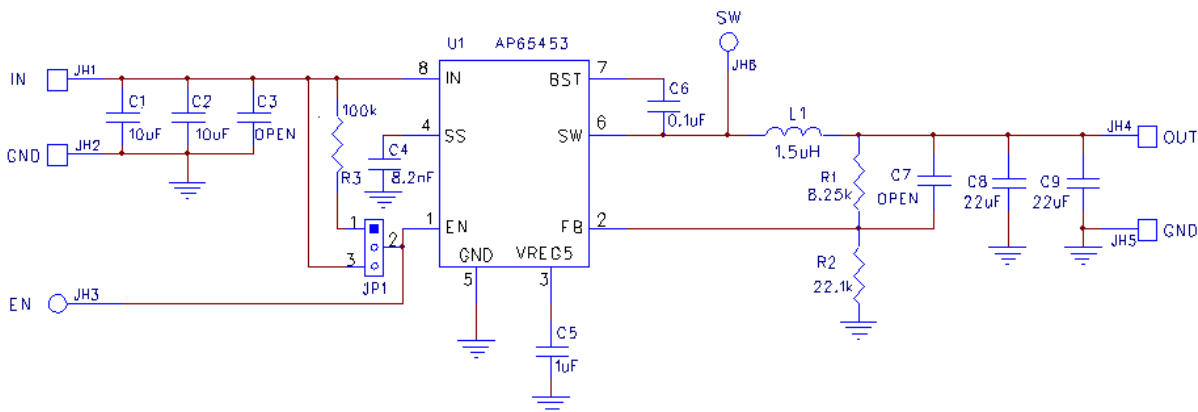 SW
U1 AP65453
IN JH1 8 IN BST 7
JH6
C1 C2 C3 100k C6
10uF 10uF OPEN 0.1uF
4 SS SW 6 L1 JH4 OUT
GND JH2 C4 1.5uH
8.2nF
R3 R1 C7 C8 C9
8.25k OPEN 22uF 22uF
1 2 1 EN FB 2 GND
JH5
3 GND VREG5 R2
JP1 5 3 22.1k
EN JH3
C5
1uF